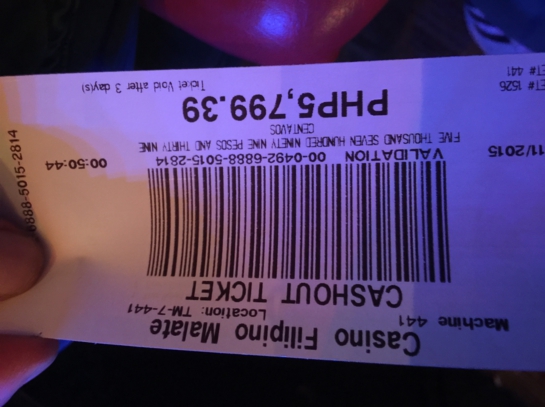 Casino Filipino Malate
Location: TM-7-441
Machine 441
CASHOUT TICKET
6888-5015-2814
11/2015
VALIDATION 00-0492-6888-5015-2814
00:50:44
FIVE THOUSAND SEVEN HUNDRED NINETY NINE PESOS AND THIRTY NINE
CENTAVOS
PHP5,799.39
ET# 1526
ET# 441
Ticket Void after 3 day(s)